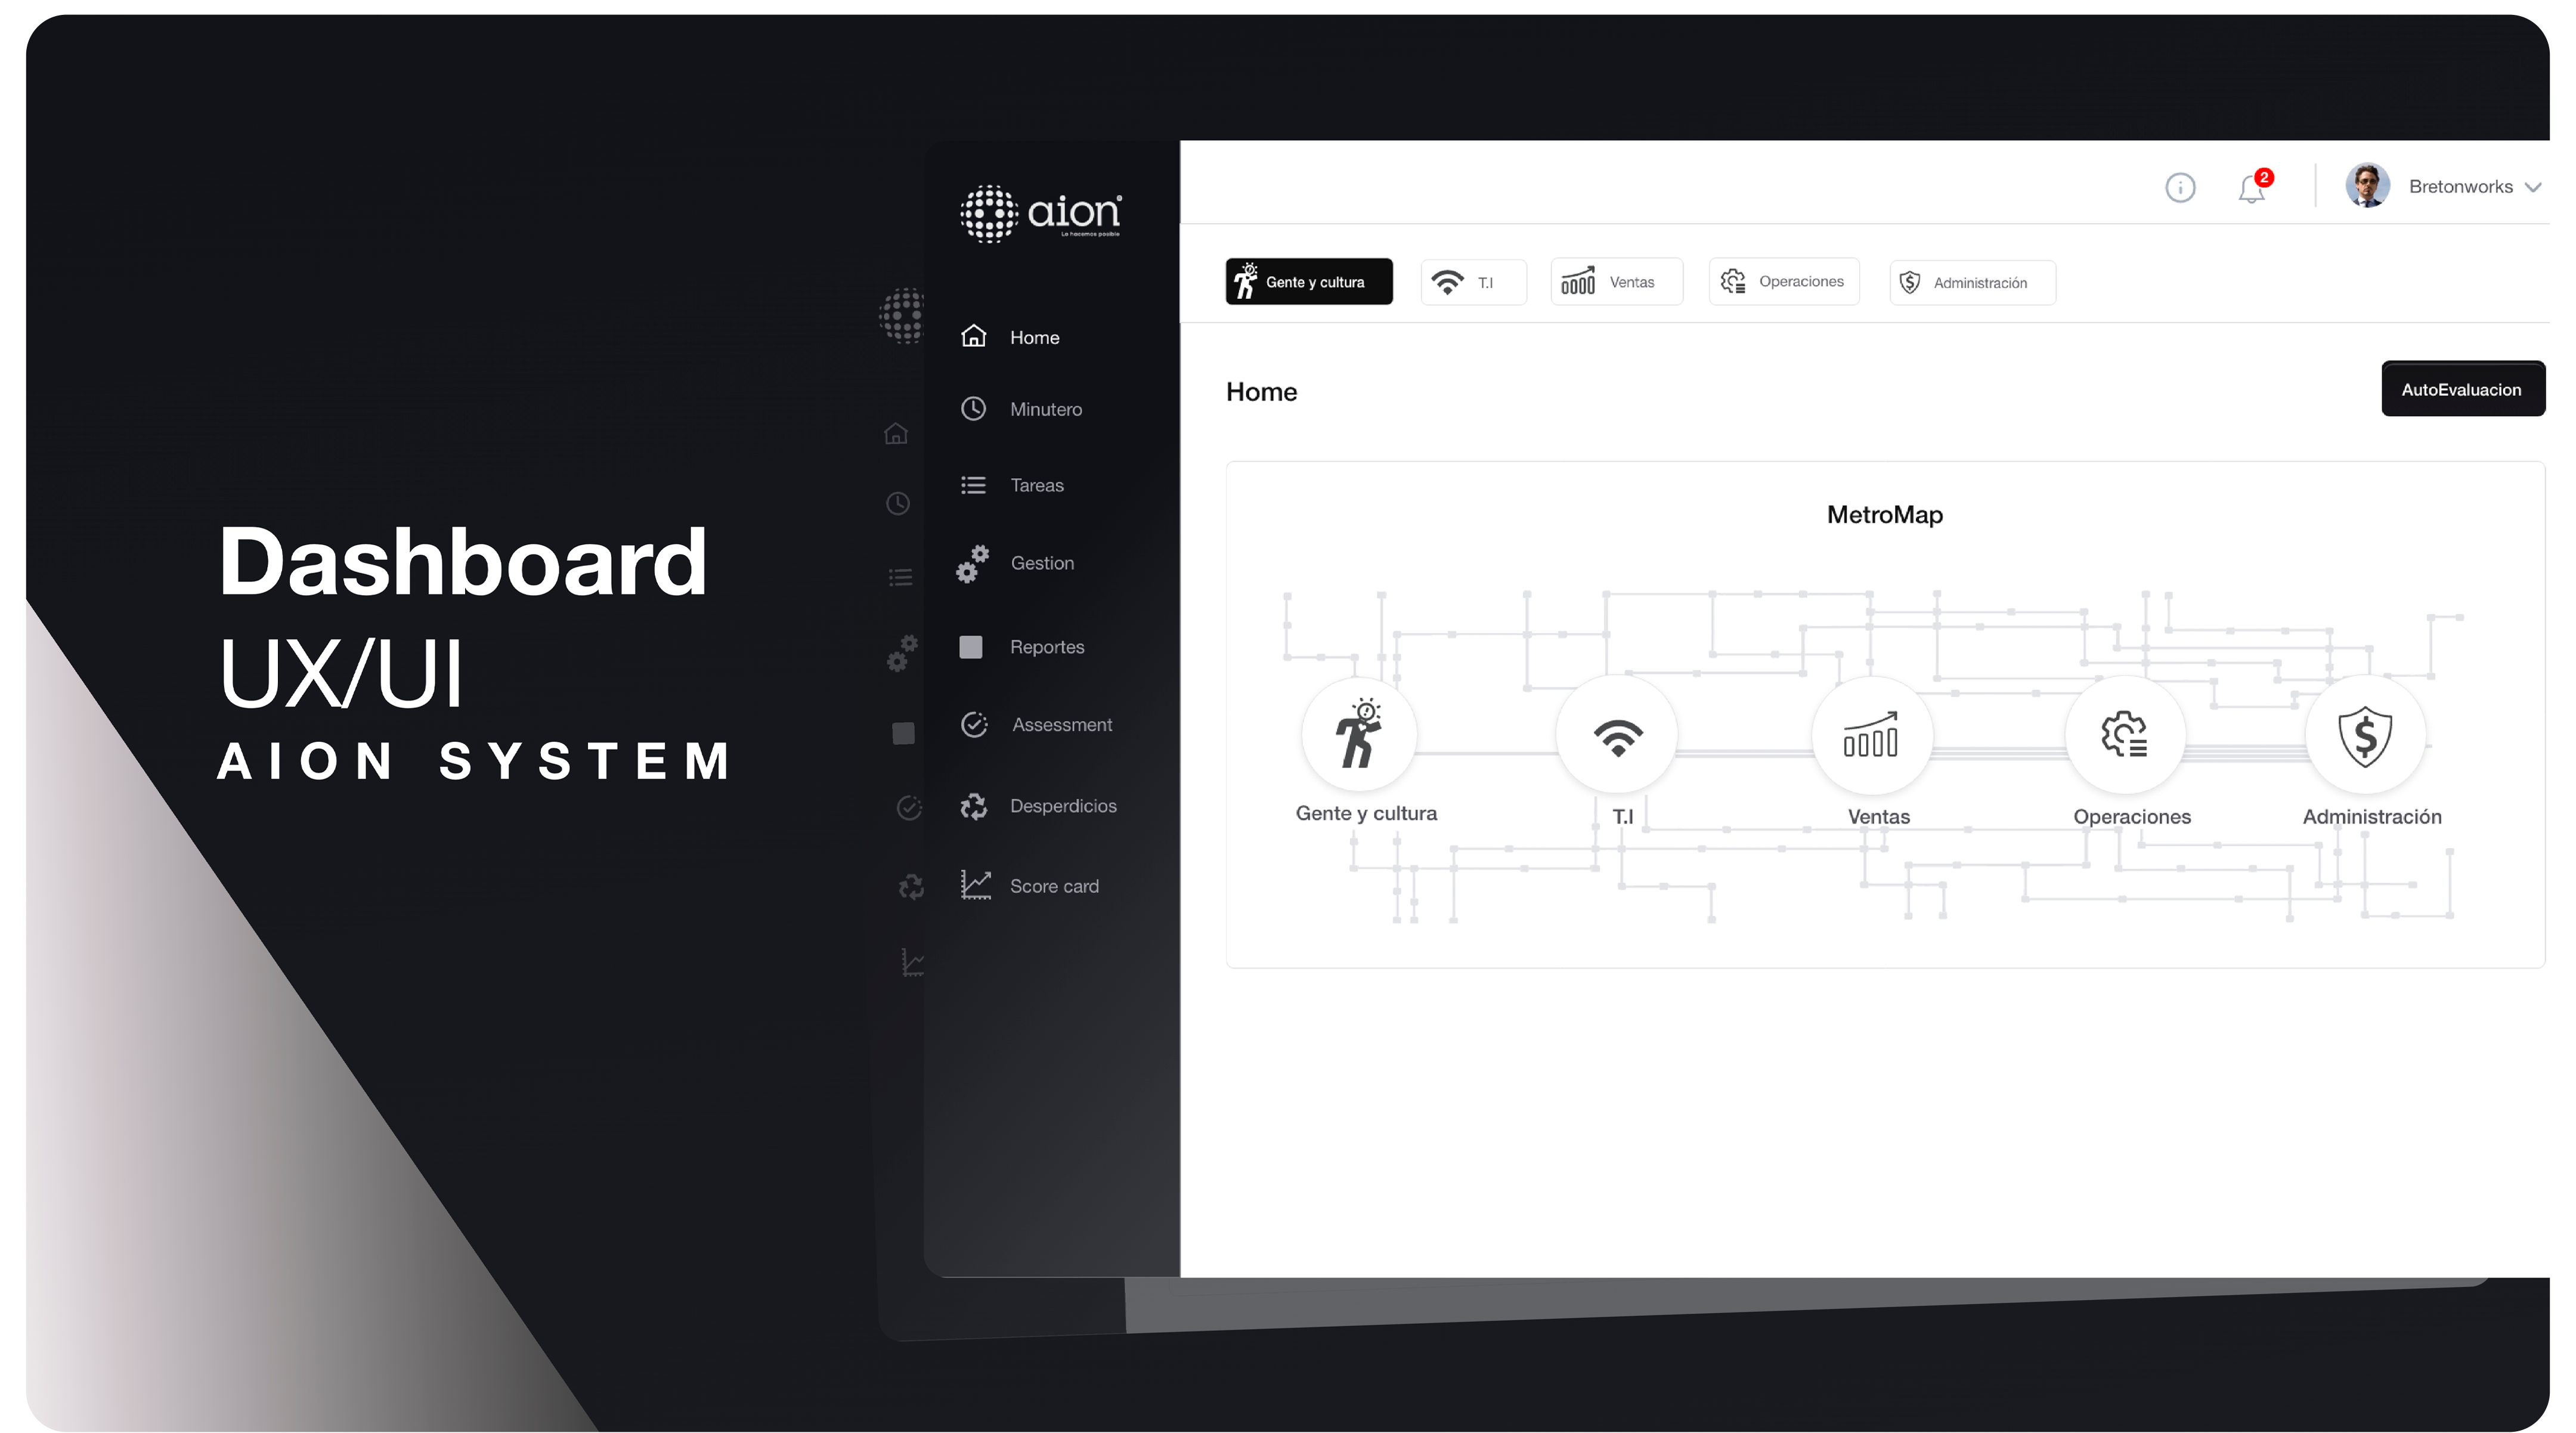 Dashboard
UX/UI
AION SYSTEM
aion
Lo hacemos posible
Home
Minutero
Tareas
Gestion
Reportes
Assessment
Desperdicios
Score card
2
Bretonworks
Gente y cultura
T.I
Ventas
Operaciones
Administración
Home
AutoEvaluacion
MetroMap
Gente y cultura
T.I
Ventas
Operaciones
Administración